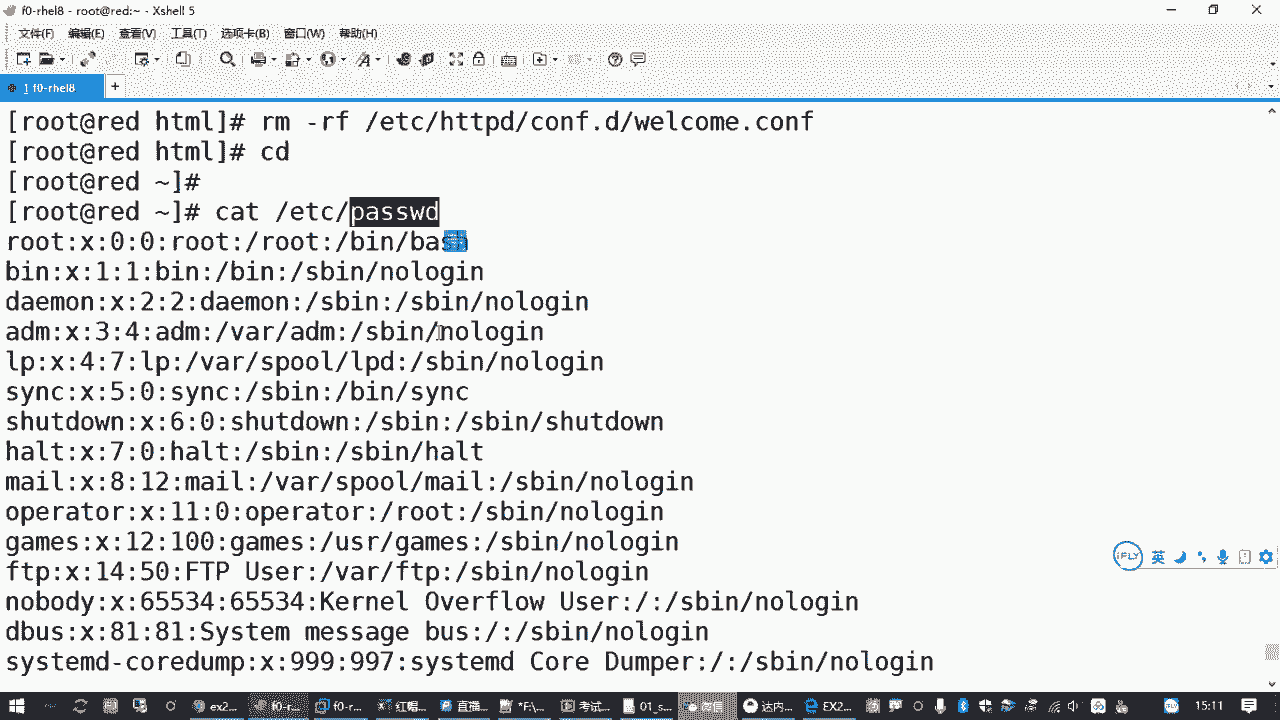 f0-rhel8 - root@red:~ - Xshell 5
文件(F) 编辑(E) 查看(V) 工具(T) 选项卡(B) 窗口(W) 帮助(H)
1 f0-rhel8 +
[root@red html]# rm -rf /etc/httpd/conf.d/welcome.conf
[root@red html]# cd
[root@red ~]#
[root@red ~]# cat /etc/passwd
root:x:0:0:root:/root:/bin/bash
bin:x:1:1:bin:/bin:/sbin/nologin
daemon:x:2:2:daemon:/sbin:/sbin/nologin
adm:x:3:4:adm:/var/adm:/sbin/nologin
lp:x:4:7:lp:/var/spool/lpd:/sbin/nologin
sync:x:5:0:sync:/sbin:/bin/sync
shutdown:x:6:0:shutdown:/sbin:/sbin/shutdown
halt:x:7:0:halt:/sbin:/sbin/halt
mail:x:8:12:mail:/var/spool/mail:/sbin/nologin
operator:x:11:0:operator:/root:/sbin/nologin
games:x:12:100:games:/usr/games:/sbin/nologin
iFLY 英
ftp:x:14:50:FTP User:/var/ftp:/sbin/nologin
nobody:x:65534:65534:Kernel Overflow User:/:/sbin/nologin
dbus:x:81:81:System message bus:/:/sbin/nologin
systemd-coredump:x:999:997:systemd Core Dumper:/:/sbin/nologin
ex2... f0-r... f0-r... 红帽... 直播... *F:\... 考试... 01_s... 微信 达内... EX2... 英 15:11